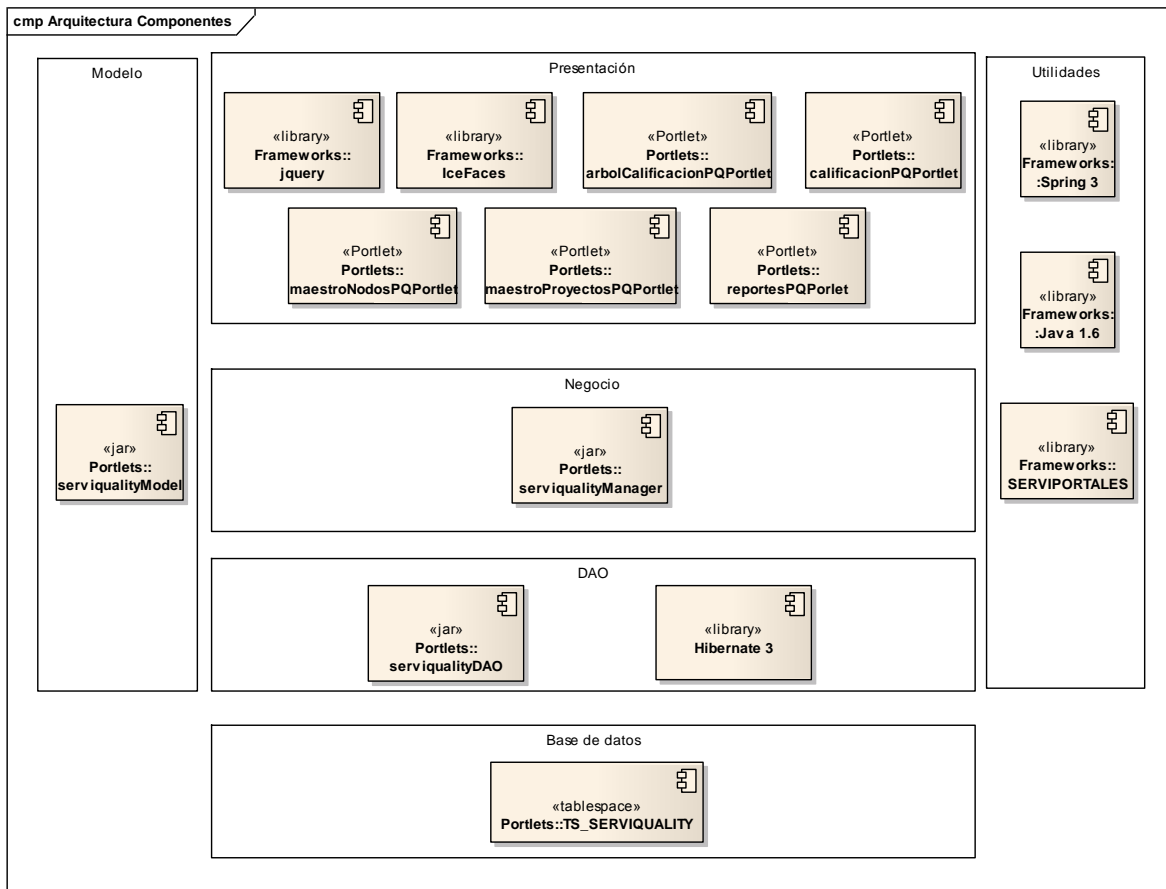 cmp Arquitectura Componentes
Modelo
«jar»
Portlets::
serviqualityModel
Presentación
«library»
Frameworks::
jquery
«library»
Frameworks::
IceFaces
«Portlet»
Portlets::
arbolCalificacionPQPortlet
«Portlet»
Portlets::
calificacionPQPortlet
«Portlet»
Portlets::
maestroNodosPQPortlet
«Portlet»
Portlets::
maestroProyectosPQPortlet
«Portlet»
Portlets::
reportesPQPorlet
Negocio
«jar»
Portlets::
serviqualityManager
DAO
«jar»
Portlets::
serviqualityDAO
«library»
Hibernate 3
Base de datos
«tablespace»
Portlets::TS_SERVIQUALITY
Utilidades
«library»
Frameworks:
:Spring 3
«library»
Frameworks:
:Java 1.6
«library»
Frameworks::
SERVIPORTALES